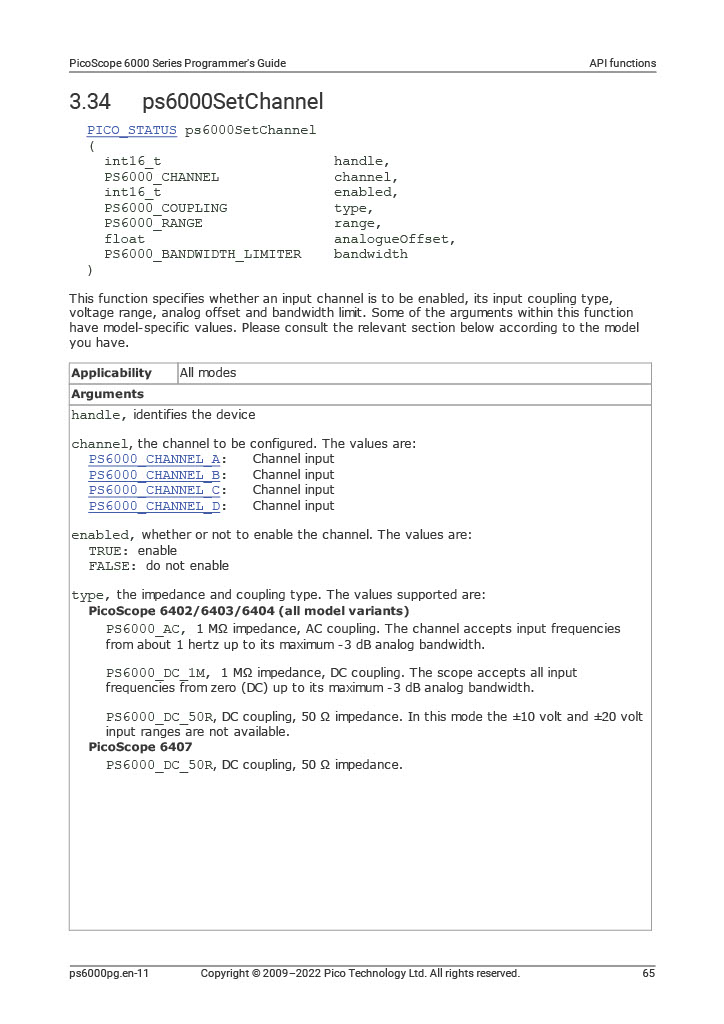 PicoScope 6000 Series Programmer's Guide API functions
3.34 ps6000SetChannel
PICO_STATUS ps6000SetChannel
(
int16_t handle,
PS6000_CHANNEL channel,
int16_t enabled,
PS6000_COUPLING type,
PS6000_RANGE range,
float analogueOffset,
PS6000_BANDWIDTH_LIMITER bandwidth
)
This function specifies whether an input channel is to be enabled, its input coupling type,
voltage range, analog offset and bandwidth limit. Some of the arguments within this function
have model-specific values. Please consult the relevant section below according to the model
you have.
Applicability All modes
Arguments
handle, identifies the device
channel, the channel to be configured. The values are:
PS6000_CHANNEL_A: Channel input
PS6000_CHANNEL_B: Channel input
PS6000_CHANNEL_C: Channel input
PS6000_CHANNEL_D: Channel input
enabled, whether or not to enable the channel. The values are:
TRUE: enable
FALSE: do not enable
type, the impedance and coupling type. The values supported are:
PicoScope 6402/6403/6404 (all model variants)
PS6000_AC, 1 MΩ impedance, AC coupling. The channel accepts input frequencies
from about 1 hertz up to its maximum -3 dB analog bandwidth.
PS6000_DC_1M, 1 MΩ impedance, DC coupling. The scope accepts all input
frequencies from zero (DC) up to its maximum -3 dB analog bandwidth.
PS6000_DC_50R, DC coupling, 50 Ω impedance. In this mode the ±10 volt and ±20 volt
input ranges are not available.
PicoScope 6407
PS6000_DC_50R, DC coupling, 50 Ω impedance.
ps6000pg.en-11 Copyright © 2009–2022 Pico Technology Ltd. All rights reserved. 65